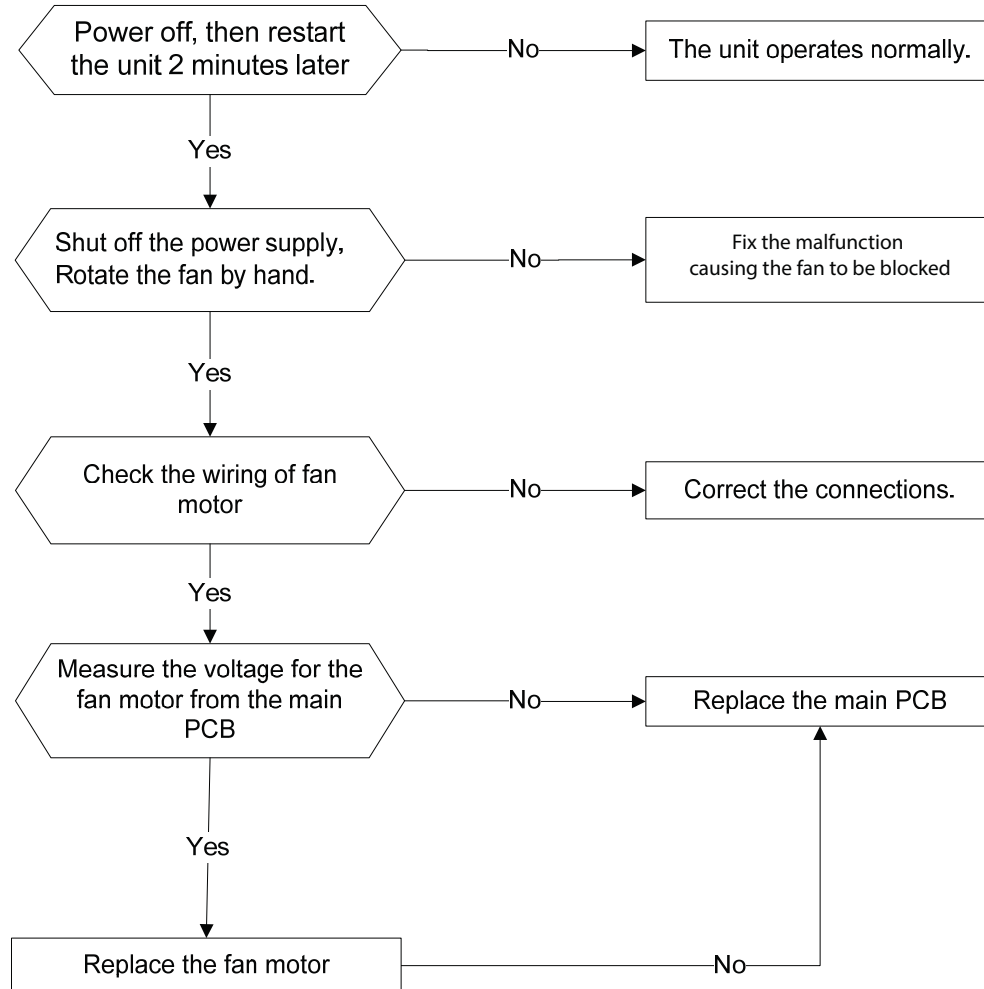 Power off, then restart
the unit 2 minutes later
No
The unit operates normally.
Yes
Shut off the power supply,
Rotate the fan by hand.
No
Fix the malfunction
causing the fan to be blocked
Yes
Check the wiring of fan
motor
No
Correct the connections.
Yes
Measure the voltage for the
fan motor from the main
PCB
No
Replace the main PCB
Yes
Replace the fan motor
No